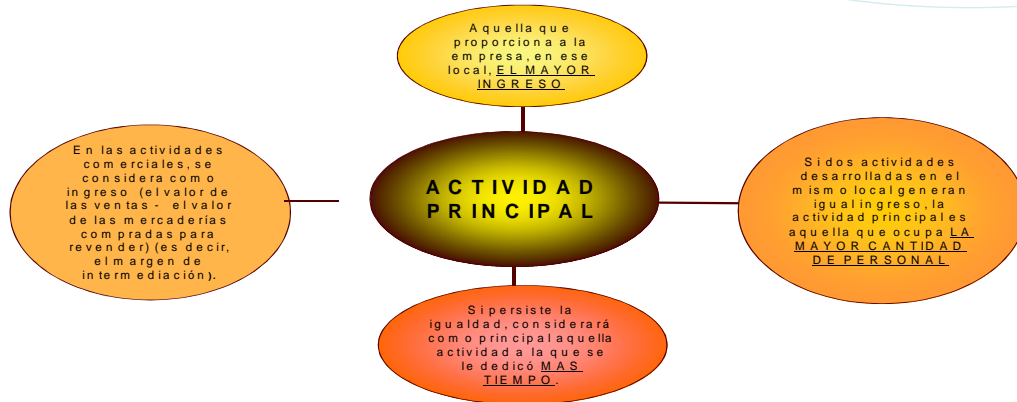 Aquella que
proporciona a la
empresa, en ese
local, EL MAYOR
INGRESO
En las actividades
comerciales, se
considera como
ingreso (el valor de
las ventas - el valor
de las mercaderías
compradas para
revender) (es decir,
el margen de
intermediación).
ACTIVIDAD
PRINCIPAL
Si dos actividades
desarrolladas en el
mismo local generan
igual ingreso, la
actividad principal es
aquella que ocupa LA
MAYOR CANTIDAD
DE PERSONAL
Si persiste la
igualdad, considerará
como principal aquella
actividad a la que se
le dedicó MAS
TIEMPO.